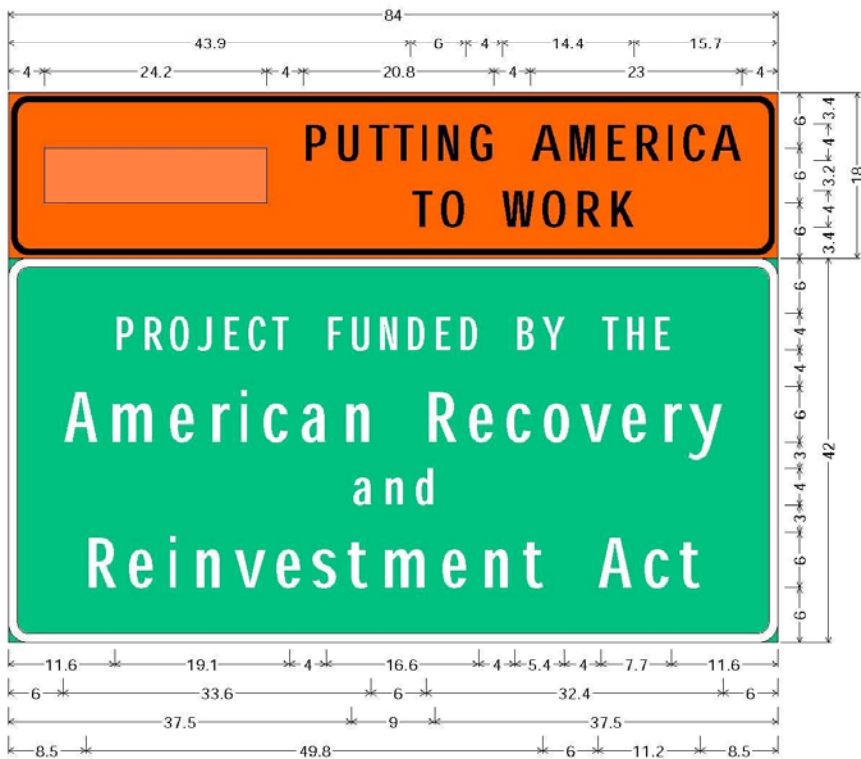 84
43.9 6 4 14.4 15.7
4 24.2 4 20.8 4 23 4
PUTTING AMERICA
TO WORK
6 6 6
3.4 4 3.2 4 3.4
18
PROJECT FUNDED BY THE
American Recovery
and
Reinvestment Act
6 4 4 6 3 4 3 6 6
42
11.6 19.1 4 16.6 4 5.4 4 7.7 11.6
6 33.6 6 32.4 6
37.5 9 37.5
8.5 49.8 6 11.2 8.5